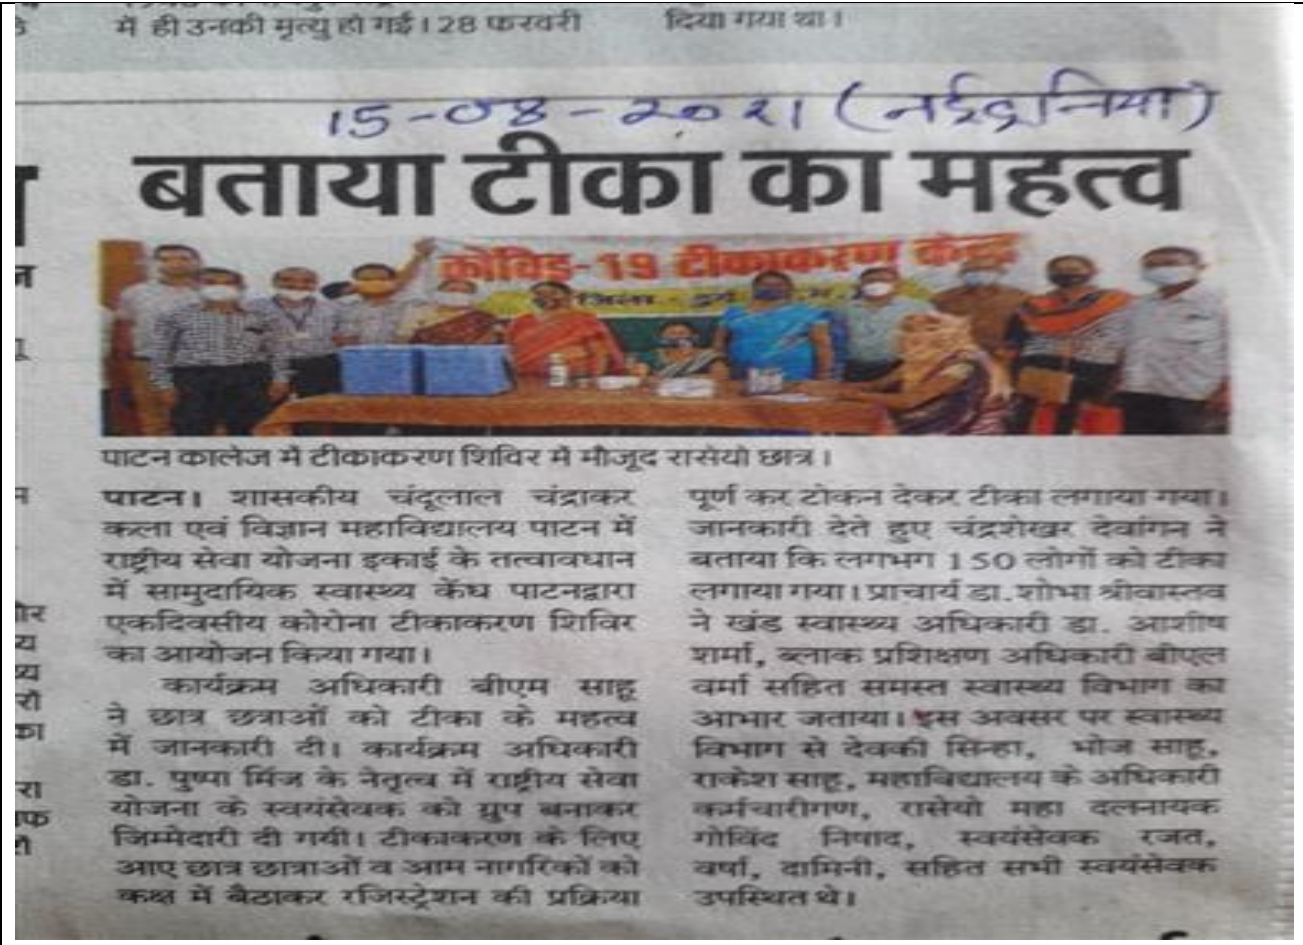 में ही उनकी मृत्यु हो गई। 28 फरवरी
दिया गया था।
15-08-2021 (नईदुनिया)
बताया टीका का महत्व
कोविड-19 टीकाकरण केन्द्र
जिला -
पाटन कालेज में टीकाकरण शिविर में मौजूद रासेयो छात्र।
पाटन। शासकीय चंदूलाल चंद्राकर
कला एवं विज्ञान महाविद्यालय पाटन में
राष्ट्रीय सेवा योजना इकाई के तत्वावधान
में सामुदायिक स्वास्थ्य केंघ पाटनद्वारा
एकदिवसीय कोरोना टीकाकरण शिविर
का आयोजन किया गया।
कार्यक्रम अधिकारी बीएम साहू
ने छात्र छत्राओं को टीका के महत्व
में जानकारी दी। कार्यक्रम अधिकारी
डा. पुष्पा मिंज के नेतृत्व में राष्ट्रीय सेवा
योजना के स्वयंसेवक को ग्रुप बनाकर
जिम्मेदारी दी गयी। टीकाकरण के लिए
आए छात्र छात्राओं व आम नागरिकों को
कक्ष में बैठाकर रजिस्ट्रेशन की प्रक्रिया
पूर्ण कर टोकन देकर टीका लगाया गया।
जानकारी देते हुए चंद्रशेखर देवांगन ने
बताया कि लगभग 150 लोगों को टीका
लगाया गया। प्राचार्य डा. शोभा श्रीवास्तव
ने खंड स्वास्थ्य अधिकारी डा. आशीष
शर्मा, ब्लाक प्रशिक्षण अधिकारी बीएल
वर्मा सहित समस्त स्वास्थ्य विभाग का
आभार जताया। इस अवसर पर स्वास्थ्य
विभाग से देवकी सिन्हा, भोज साहू,
राकेश साहू, महाविद्यालय के अधिकारी
कर्मचारीगण, रासेयो महा दलनायक
गोविंद निषाद, स्वयंसेवक रजत,
वर्षा, दामिनी, सहित सभी स्वयंसेवक
उपस्थित थे।